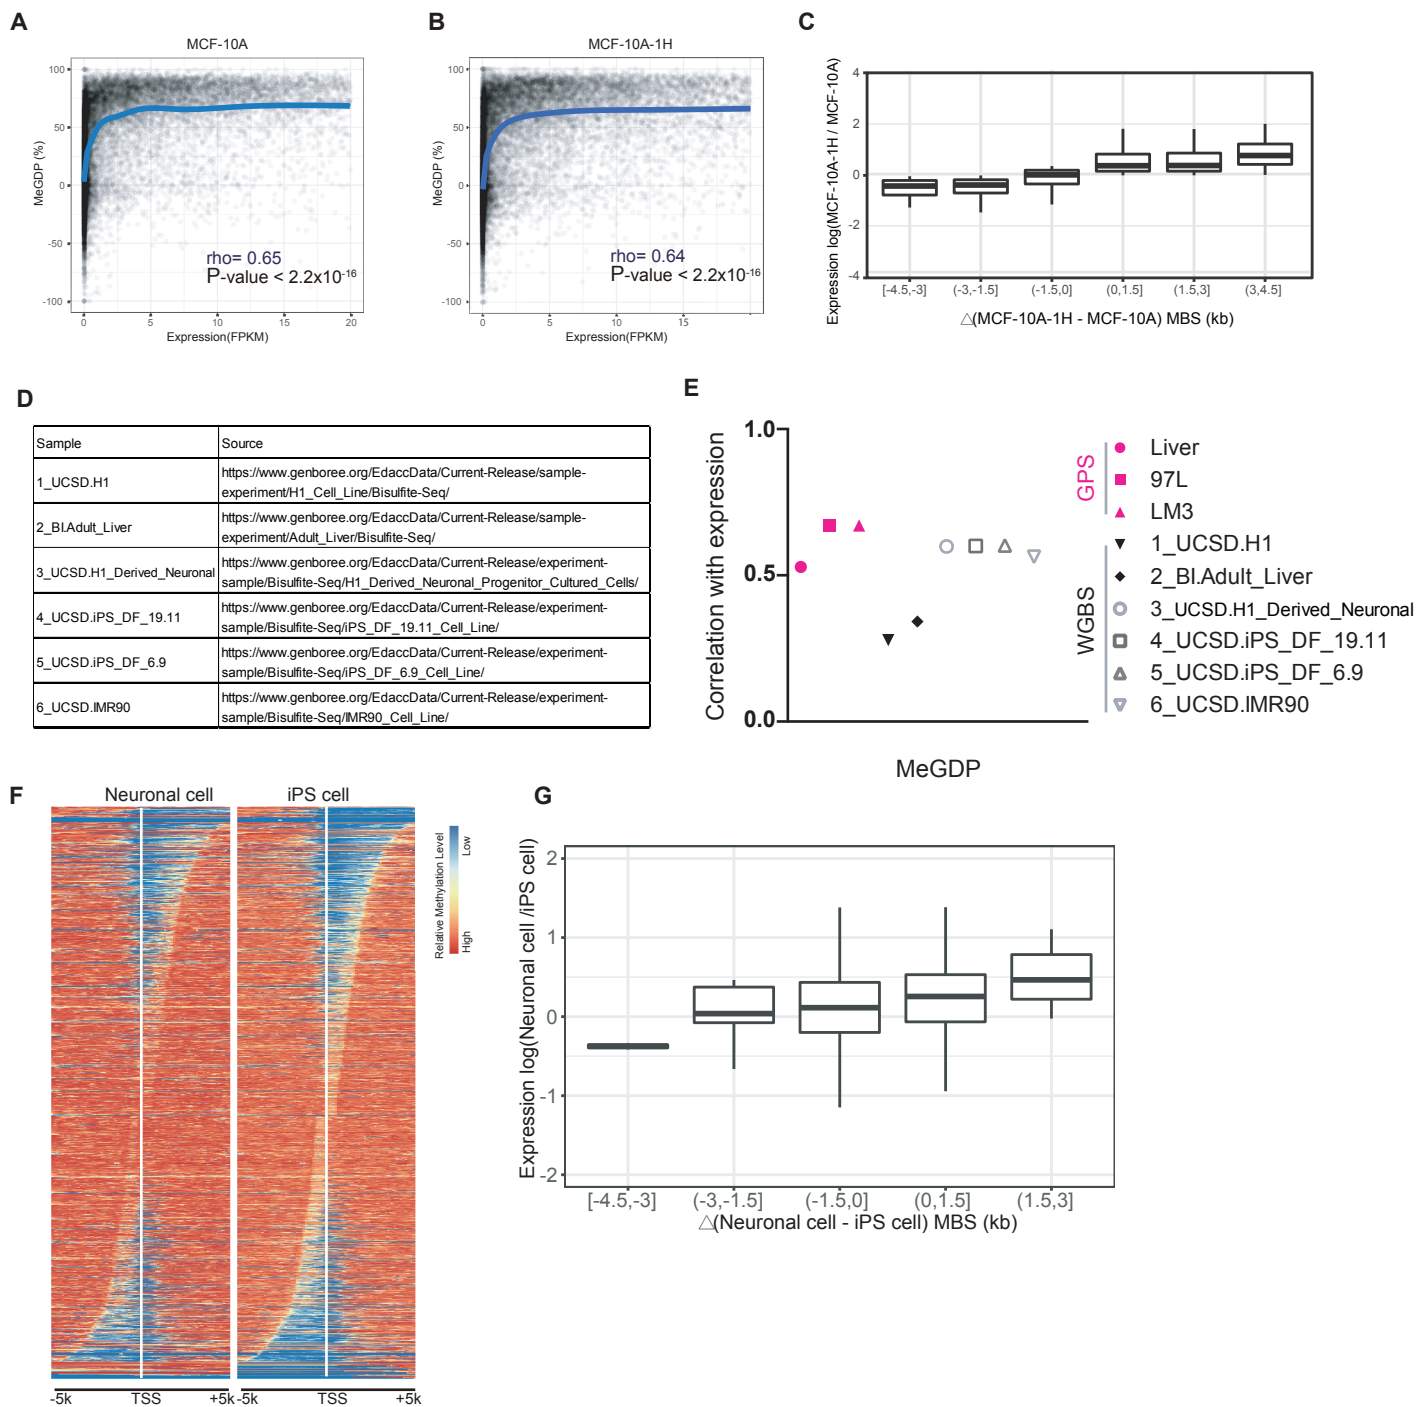 A
MCF-10A
MeGDP (%)
100
50
0
-50
-100
rho= 0.65
P-value < 2.2x10-16
0 5 10 15 20
Expression(FPKM)
B
MCF-10A-1H
MeGDP (%)
100
50
0
-50
-100
rho= 0.64
P-value < 2.2x10-16
0 5 10 15
Expression(FPKM)
C
Expression log(MCF-10A-1H / MCF-10A)
4
2
0
-2
-4
[-4.5,-3] (-3,-1.5] (-1.5,0] (0,1.5] (1.5,3] (3,4.5]
△(MCF-10A-1H - MCF-10A) MBS (kb)
D
Sample Source
1_UCSD.H1
https://www.genboree.org/EdaccData/Current-Release/sample-
experiment/H1_Cell_Line/Bisulfite-Seq/
2_BI.Adult_Liver
https://www.genboree.org/EdaccData/Current-Release/sample-
experiment/Adult_Liver/Bisulfite-Seq/
3_UCSD.H1_Derived_Neuronal
https://www.genboree.org/EdaccData/Current-Release/experiment-
sample/Bisulfite-Seq/H1_Derived_Neuronal_Progenitor_Cultured_Cells/
4_UCSD.iPS_DF_19.11
https://www.genboree.org/EdaccData/Current-Release/experiment-
sample/Bisulfite-Seq/iPS_DF_19.11_Cell_Line/
5_UCSD.iPS_DF_6.9
https://www.genboree.org/EdaccData/Current-Release/experiment-
sample/Bisulfite-Seq/iPS_DF_6.9_Cell_Line/
6_UCSD.IMR90
https://www.genboree.org/EdaccData/Current-Release/experiment-
sample/Bisulfite-Seq/IMR90_Cell_Line/
E
Correlation with expression
1.0
0.5
0.0
MeGDP
GPS
Liver
97L
LM3
WGBS
1_UCSD.H1
2_BI.Adult_Liver
3_UCSD.H1_Derived_Neuronal
4_UCSD.iPS_DF_19.11
5_UCSD.iPS_DF_6.9
6_UCSD.IMR90
F
Neuronal cell iPS cell
Relative Methylation Level
Low
High
-5k TSS +5k -5k TSS +5k
G
Expression log(Neuronal cell /iPS cell)
2
1
0
-1
-2
[-4.5,-3] (-3,-1.5] (-1.5,0] (0,1.5] (1.5,3]
△(Neuronal cell - iPS cell) MBS (kb)